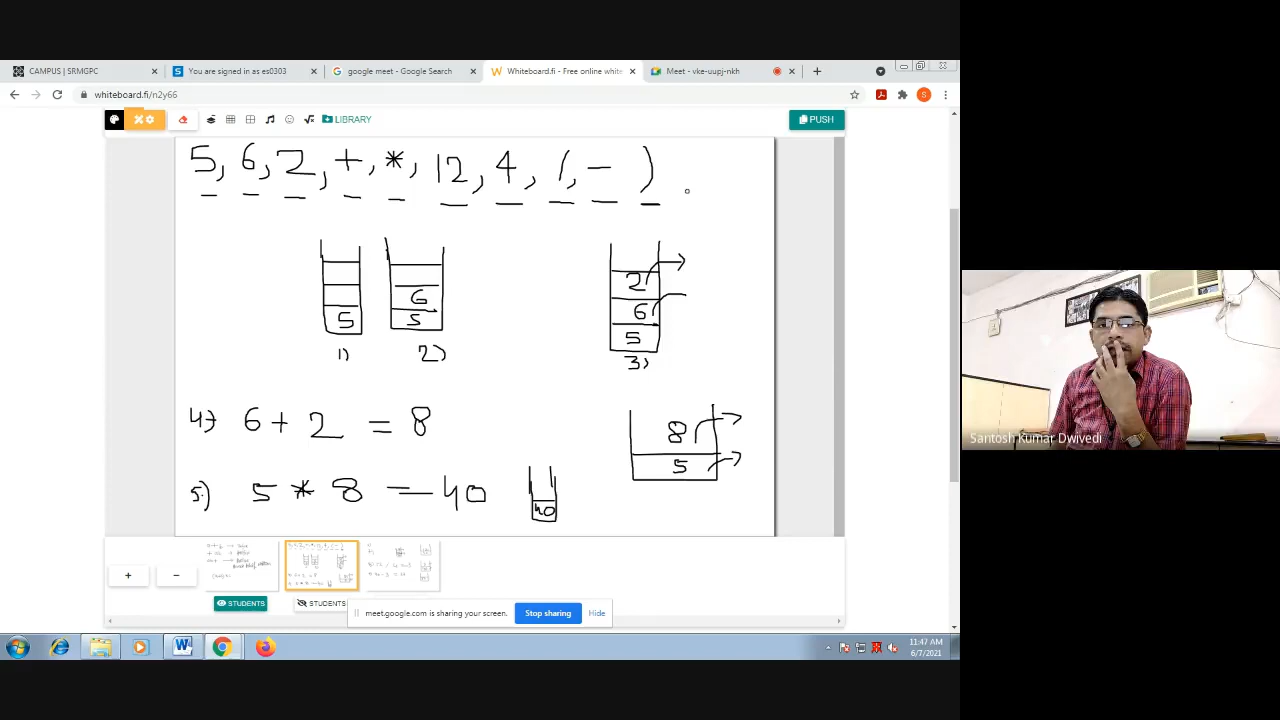 CAMPUS | SRMGPC
You are signed in as es0303
google meet - Google Search
Whiteboard.fi - Free online white
Meet - vke-uupj-nkh
whiteboard.fi/n2y66
LIBRARY
PUSH
5, 6, 2, +, *, 12, 4, /, - )
5
6
5
2
6
5
1)
2)
3)
4) 6 + 2 = 8
8
5
5) 5 * 8 = 40
40
Santosh Kumar Dwivedi
STUDENTS
STUDENTS
meet.google.com is sharing your screen.
Stop sharing
Hide
11:47 AM
6/7/2021